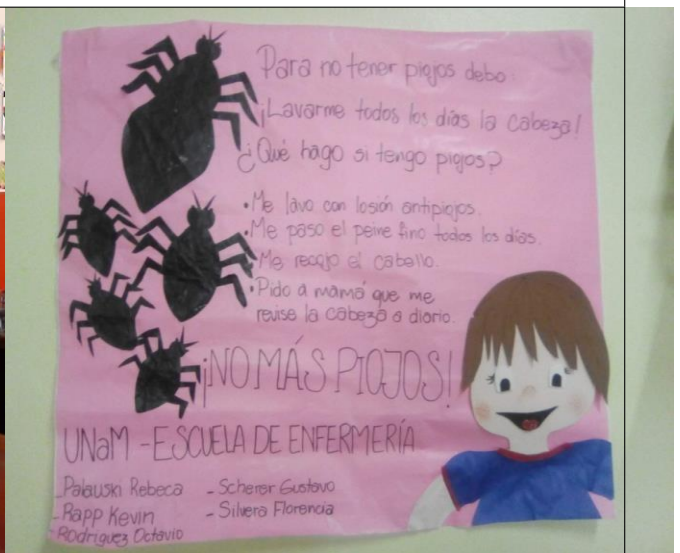 Para no tener piojos debo:
¡Lavarme todos los días la cabeza!
¿Qué hago si tengo piojos?
•Me lavo con losión antipiojos.
•Me paso el peine fino todos los días.
•Me recojo el cabello.
•Pido a mamá que me
revise la cabeza a diario.
¡NO MÁS PIOJOS!
UNaM - ESCUELA DE ENFERMERÍA
- Palauski Rebeca - Scherer Gustavo
- Rapp Kevin - Silvera Florencia
- Rodriguez Octavio